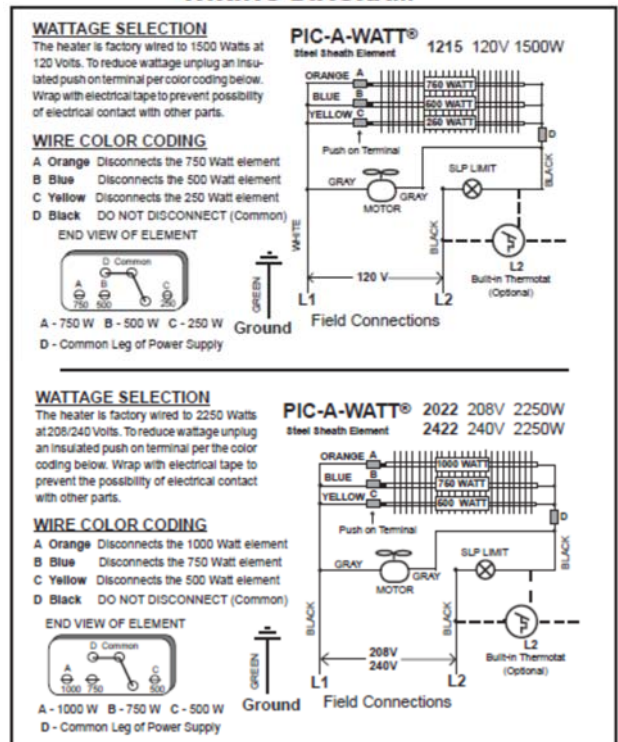 WATTAGE SELECTION
The heater is factory wired to 1500 Watts at
120 Volts. To reduce wattage unplug an insu-
lated push on terminal per color coding below.
Wrap with electrical tape to prevent possibility
of electrical contact with other parts.
WIRE COLOR CODING
A Orange Disconnects the 750 Watt element
B Blue Disconnects the 500 Watt element
C Yellow Disconnects the 250 Watt element
D Black DO NOT DISCONNECT (Common)
END VIEW OF ELEMENT
D Common
A B C
750 500 250
A - 750 W B - 500 W C - 250 W
D - Common Leg of Power Supply
GREEN
Ground
PIC-A-WATT®
Steel Sheath Element
1215 120V 1500W
ORANGE A
750 WATT
BLUE B
500 WATT
YELLOW C
250 WATT
D
Push on Terminal
BLACK
SLP LIMIT
GRAY
GRAY
MOTOR
WHITE
BLACK
L2
Built-in Thermotat
(Optional)
120 V
L1 L2
Field Connections
WATTAGE SELECTION
The heater is factory wired to 2250 Watts
at 208/240 Volts. To reduce wattage unplug
an insulated push on terminal per the color
coding below. Wrap with electrical tape to
prevent the possibility of electrical contact
with other parts.
WIRE COLOR CODING
A Orange Disconnects the 1000 Watt element
B Blue Disconnects the 750 Watt element
C Yellow Disconnects the 500 Watt element
D Black DO NOT DISCONNECT (Common)
END VIEW OF ELEMENT
D Common
A C
1000 750 500
A - 1000 W B - 750 W C - 500 W
D - Common Leg of Power Supply
GREEN
Ground
PIC-A-WATT®
Steel Sheath Element
2022 208V 2250W
2422 240V 2250W
ORANGE A
1000 WATT
BLUE B
750 WATT
YELLOW C
500 WATT
D
Push on Terminal
BLACK
SLP LIMIT
GRAY
GRAY
MOTOR
BLACK
BLACK
L2
Built-in Thermotat
(Optional)
208V
240V
L1 L2
Field Connections